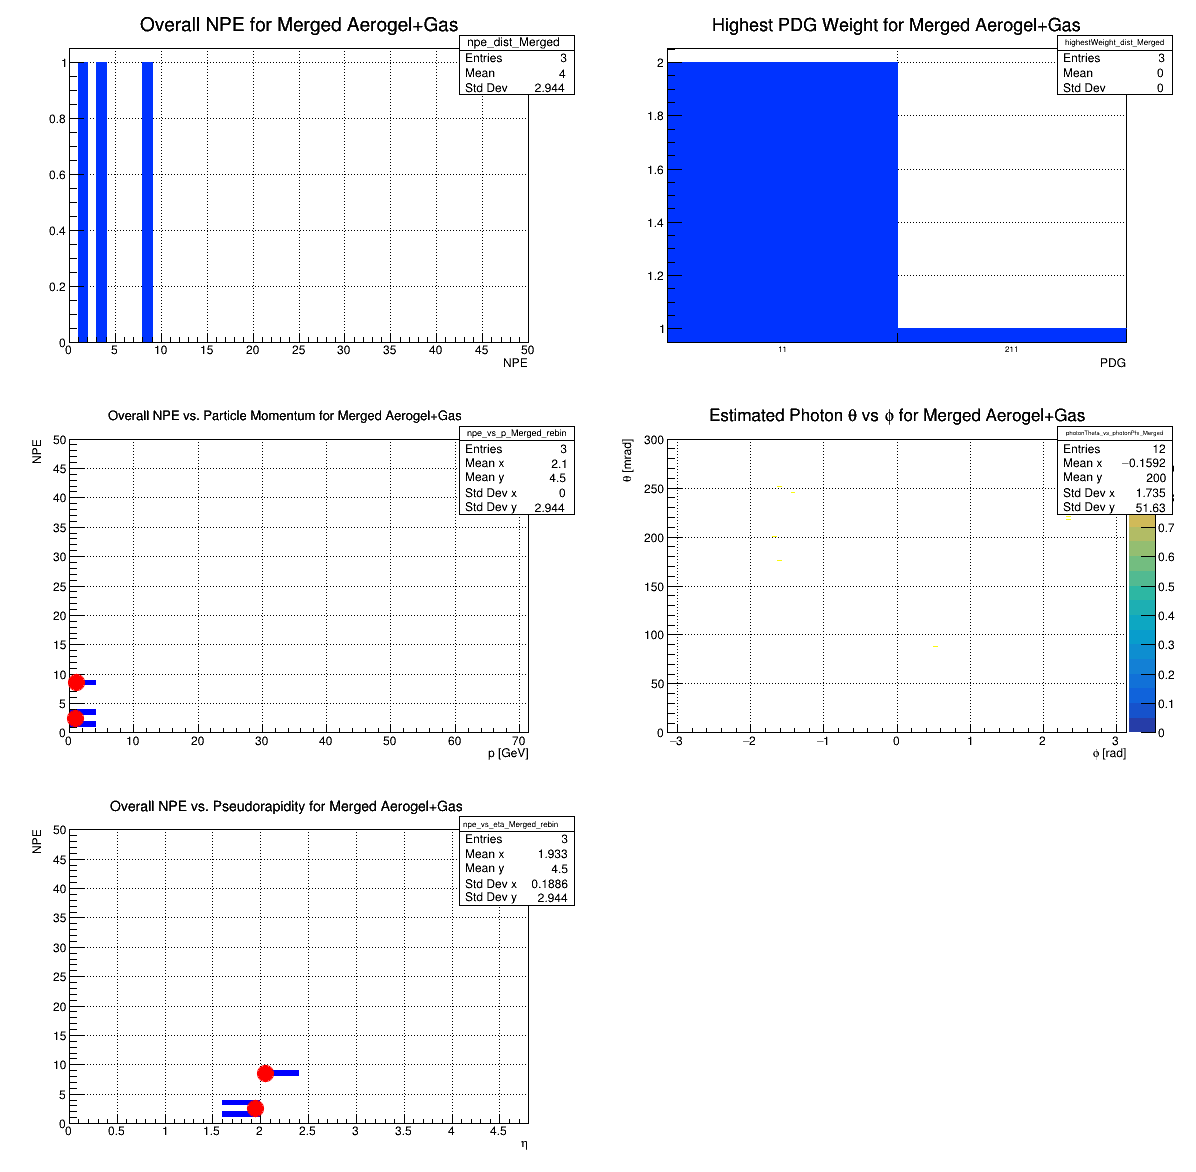 Overall NPE for Merged Aerogel+Gas
npe_dist_Merged
Entries 3
Mean 4
Std Dev 2.944
1
0.8
0.6
0.4
0.2
0
0 5 10 15 20 25 30 35 40 45 50
NPE
Highest PDG Weight for Merged Aerogel+Gas
highestWeight_dist_Merged
Entries 3
Mean 0
Std Dev 0
2
1.8
1.6
1.4
1.2
1
11 211
PDG
Overall NPE vs. Particle Momentum for Merged Aerogel+Gas
npe_vs_p_Merged_rebin
Entries 3
Mean x 2.1
Mean y 4.5
Std Dev x 0
Std Dev y 2.944
NPE
50
45
40
35
30
25
20
15
10
5
0
0 10 20 30 40 50 60 70
p [GeV]
Estimated Photon θ vs ϕ for Merged Aerogel+Gas
photonTheta_vs_photonPhi_Merged
Entries 12
Mean x −0.1592
Mean y 200
Std Dev x 1.735
Std Dev y 51.63
θ [mrad]
300
250
200
150
100
50
0
−3 −2 −1 0 1 2 3
ϕ [rad]
0.7
0.6
0.5
0.4
0.3
0.2
0.1
0
Overall NPE vs. Pseudorapidity for Merged Aerogel+Gas
npe_vs_eta_Merged_rebin
Entries 3
Mean x 1.933
Mean y 4.5
Std Dev x 0.1886
Std Dev y 2.944
NPE
50
45
40
35
30
25
20
15
10
5
0
0 0.5 1 1.5 2 2.5 3 3.5 4 4.5
η